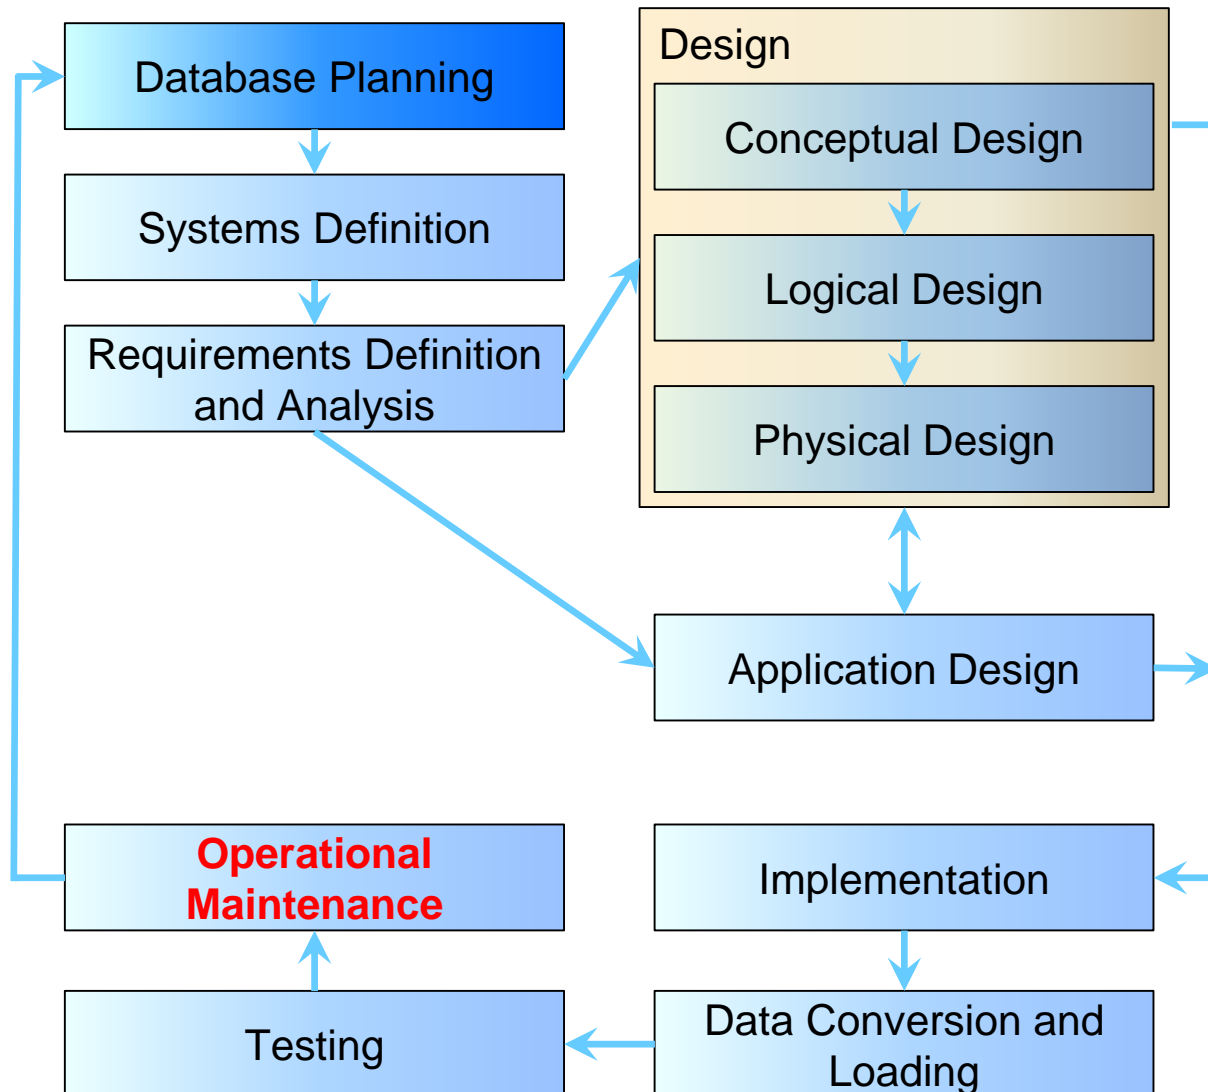 Database Planning
Systems Definition
Requirements Definition
and Analysis
Design
Conceptual Design
Logical Design
Physical Design
Application Design
Operational
Maintenance
Implementation
Testing
Data Conversion and
Loading